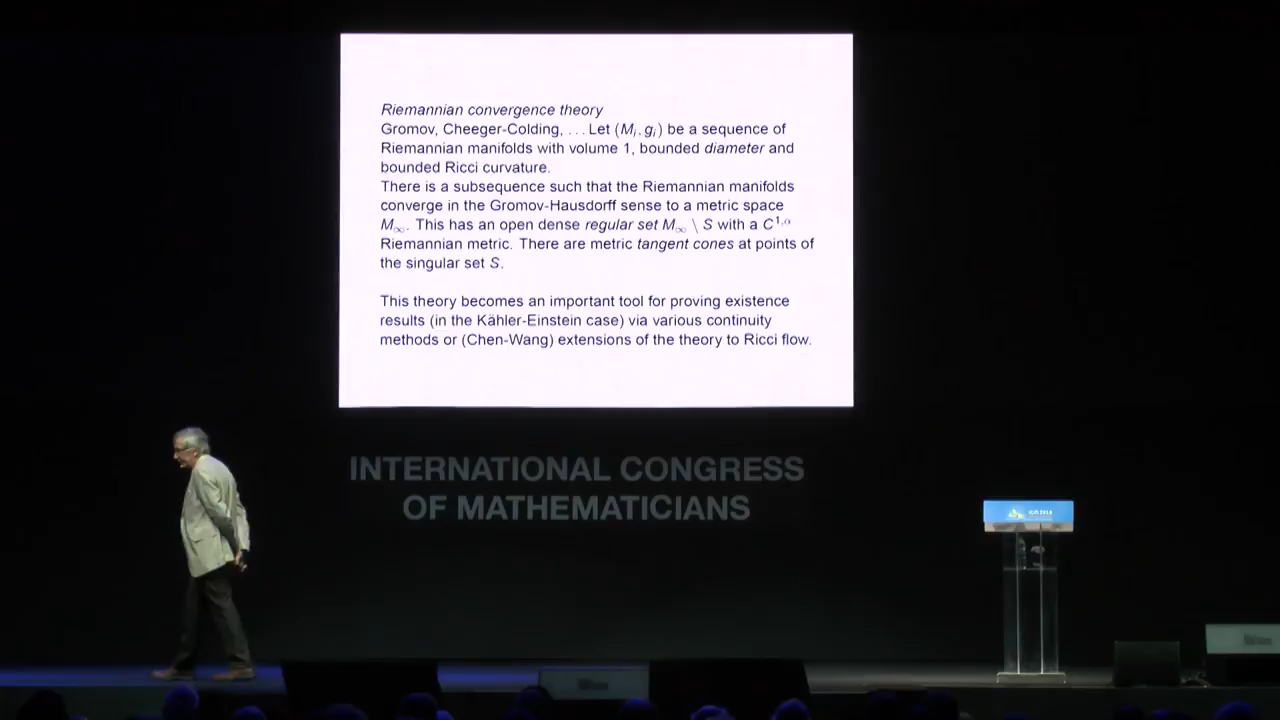 Riemannian convergence theory
Gromov, Cheeger-Colding, ... Let (Mᵢ, gᵢ) be a sequence of
Riemannian manifolds with volume 1, bounded diameter and
bounded Ricci curvature.
There is a subsequence such that the Riemannian manifolds
converge in the Gromov-Hausdorff sense to a metric space
M∞. This has an open dense regular set M∞ \ S with a C^{1,α}
Riemannian metric. There are metric tangent cones at points of
the singular set S.
This theory becomes an important tool for proving existence
results (in the Kähler-Einstein case) via various continuity
methods or (Chen-Wang) extensions of the theory to Ricci flow.
INTERNATIONAL CONGRESS
OF MATHEMATICIANS
ICM 2018